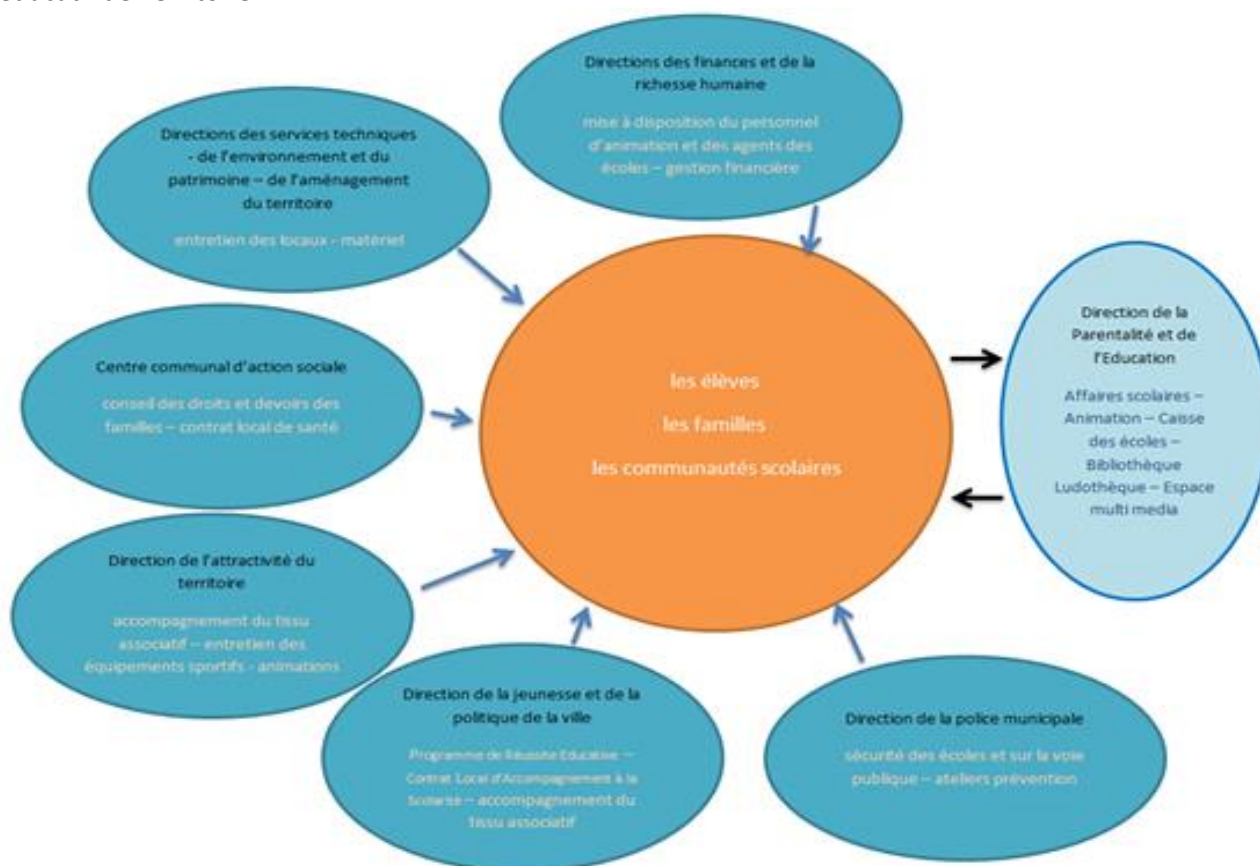 Directions des finances et de la
richesse humaine
mise à disposition du personnel
d'animation et des agents des
écoles – gestion financière
Directions des services techniques
- de l'environnement et du
patrimoine – de l'aménagement
du territoire
entretien des locaux - matériel
Centre communal d'action sociale
conseil des droits et devoirs des
familles – contrat local de santé
les élèves
les familles
les communautés scolaires
Direction de la
Parentalité et de
l'Education
Affaires scolaires –
Animation – Caisse
des écoles –
Bibliothèque
Ludothèque – Espace
multi media
Direction de l'attractivité du
territoire
accompagnement du tissu
associatif – entretien des
équipements sportifs - animations
Direction de la jeunesse et de la
politique de la ville
Programme de Réussite Educative –
Contrat Local d'Accompagnement à la
Scolarité – accompagnement du
tissu associatif
Direction de la police municipale
sécurité des écoles et sur la voie
publique – ateliers prévention